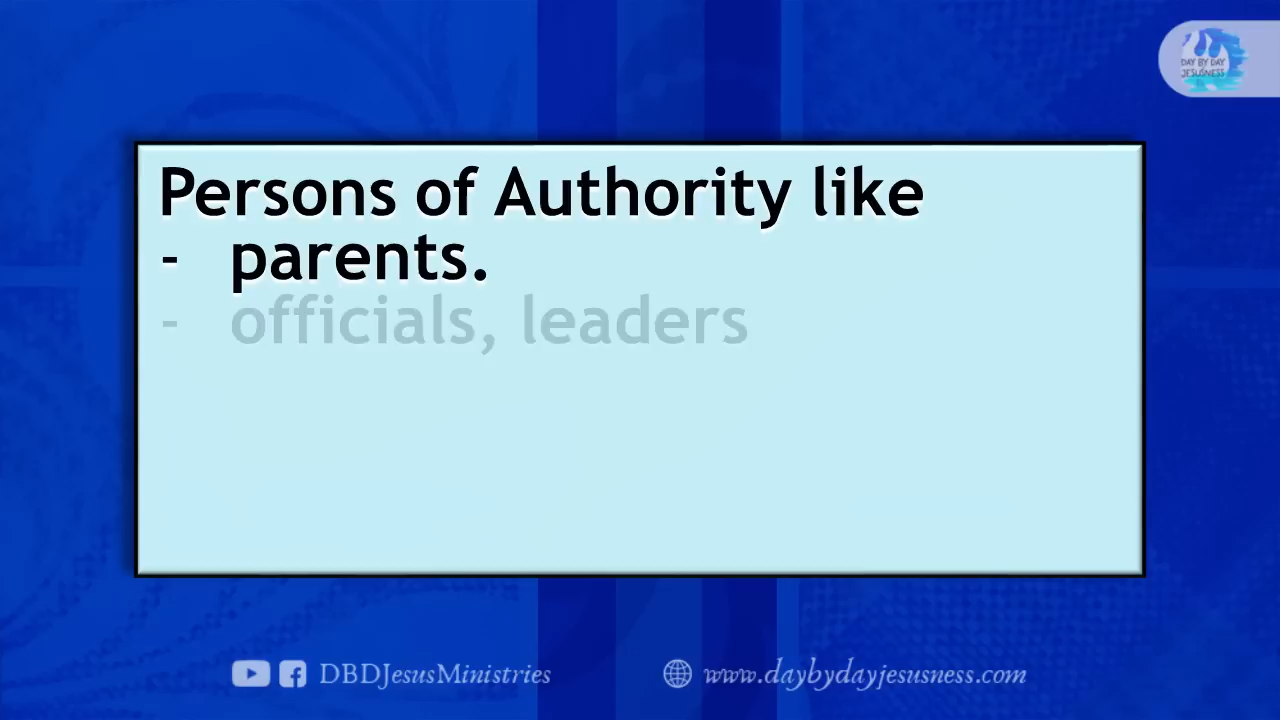 DAY BY DAY
JESUSNESS
Persons of Authority like
- parents.
- officials, leaders
DBDJesusMinistries
www.daybydayjesusness.com